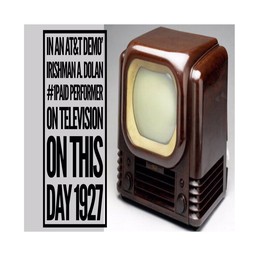 IN AN AT&T DEMO'
IRISHMAN A. DOLAN
#1PAID PERFORMER
ON TELEVISION
ON THIS
DAY 1927